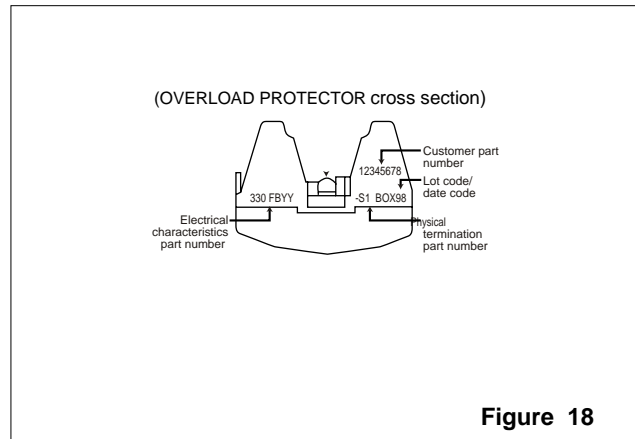 (OVERLOAD PROTECTOR cross section)
Customer part
number
12345678
Lot code/
date code
330 FBYY
-S1 BOX98
Electrical
characteristics
part number
Physical
termination
part number
Figure 18